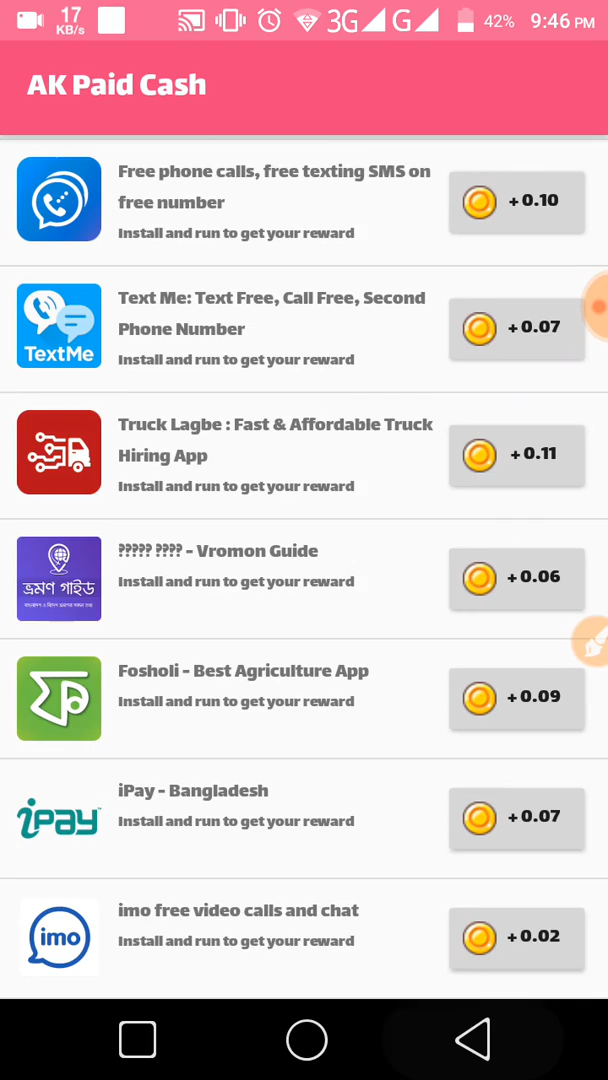 17
KB/s
3G
G
42%
9:46 PM
AK Paid Cash
Free phone calls, free texting SMS on
free number
Install and run to get your reward
+ 0.10
Text Me: Text Free, Call Free, Second
Phone Number
Install and run to get your reward
TextMe
+ 0.07
Truck Lagbe : Fast & Affordable Truck
Hiring App
Install and run to get your reward
+ 0.11
????? ???? - Vromon Guide
Install and run to get your reward
ভ্রমণ গাইড
+ 0.06
Fosholi - Best Agriculture App
Install and run to get your reward
ফ
+ 0.09
iPay - Bangladesh
Install and run to get your reward
iPay
+ 0.07
imo free video calls and chat
Install and run to get your reward
imo
+ 0.02